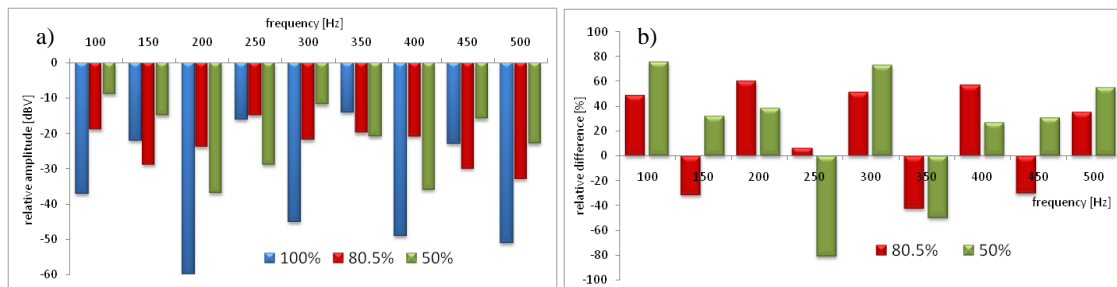 a)
frequency [Hz]
100 150 200 250 300 350 400 450 500
0
-10
-20
-30
-40
-50
-60
relative amplitude [dBV]
100% 80.5% 50%
b)
100
80
60
40
20
0
-20
-40
-60
-80
-100
relative difference [%]
100 150 200 250 300 350 400 450 500
frequency [Hz]
80.5% 50%